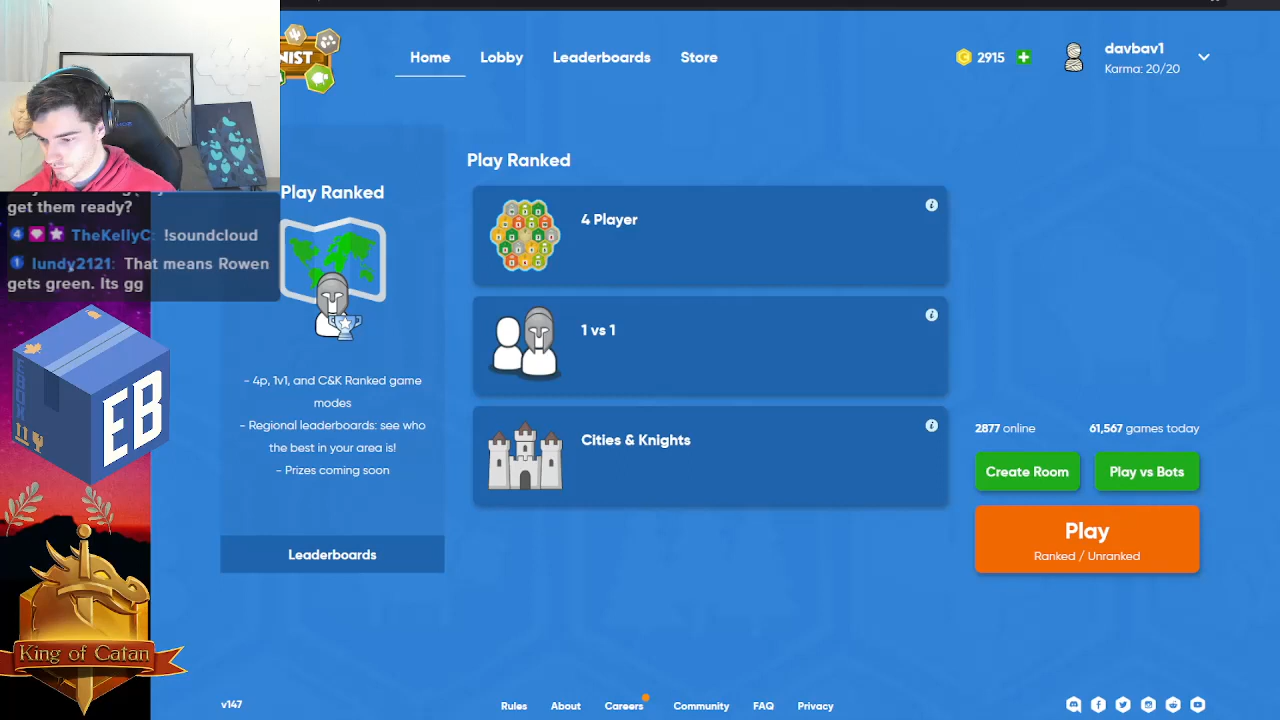 NIST
Home
Lobby
Leaderboards
Store
2915
davbav1
Karma: 20/20
get them ready?
4 TheKellyC: !soundcloud
1 lundy2121: That means Rowen
gets green. Its gg
Play Ranked
- 4p, 1v1, and C&K Ranked game
modes
- Regional leaderboards: see who
the best in your area is!
- Prizes coming soon
Leaderboards
Play Ranked
4 Player
1 vs 1
Cities & Knights
2877 online
61,567 games today
Create Room
Play vs Bots
Play
Ranked / Unranked
EB
EBOX
King of Catan
v147
Rules
About
Careers
Community
FAQ
Privacy